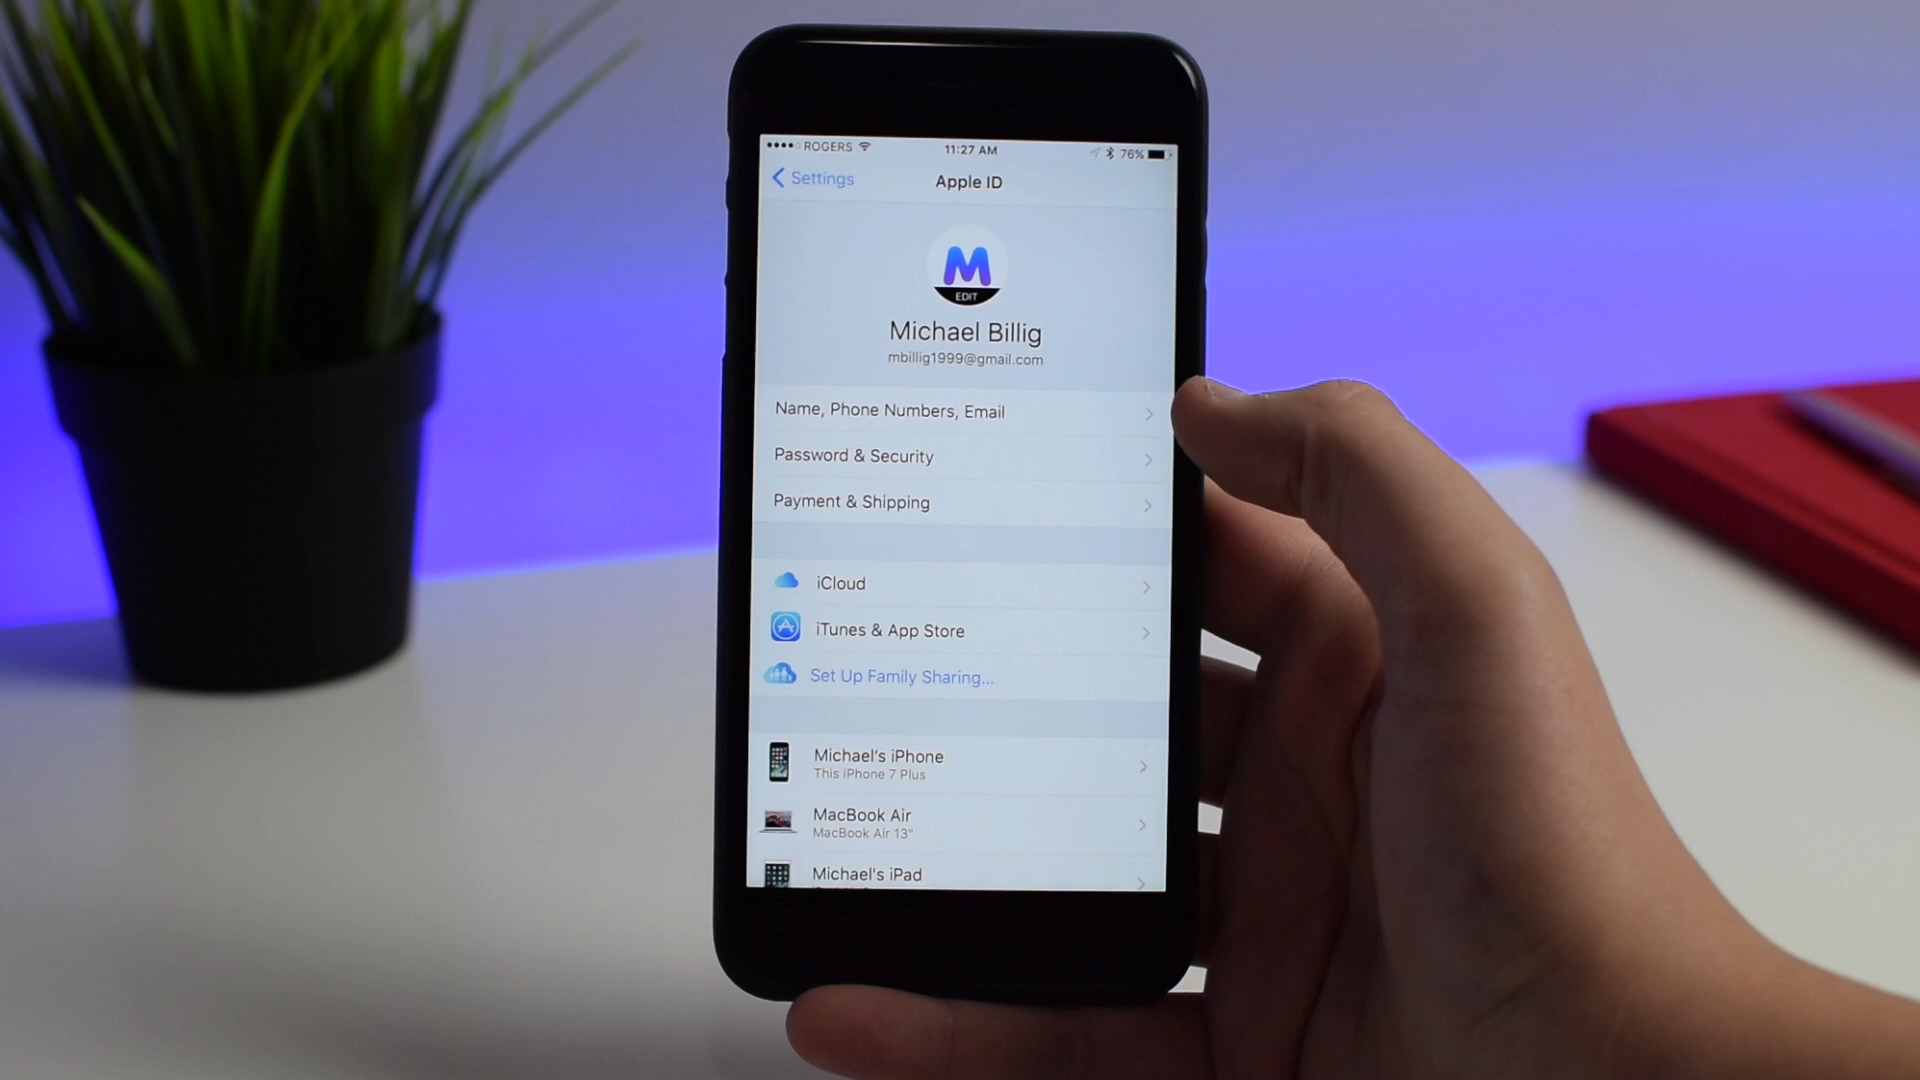 ROGERS 11:27 AM 76%
Settings Apple ID
M
EDIT
Michael Billig
mbillig1999@gmail.com
Name, Phone Numbers, Email
Password & Security
Payment & Shipping
iCloud
iTunes & App Store
Set Up Family Sharing...
Michael's iPhone
This iPhone 7 Plus
MacBook Air
MacBook Air 13"
Michael's iPad